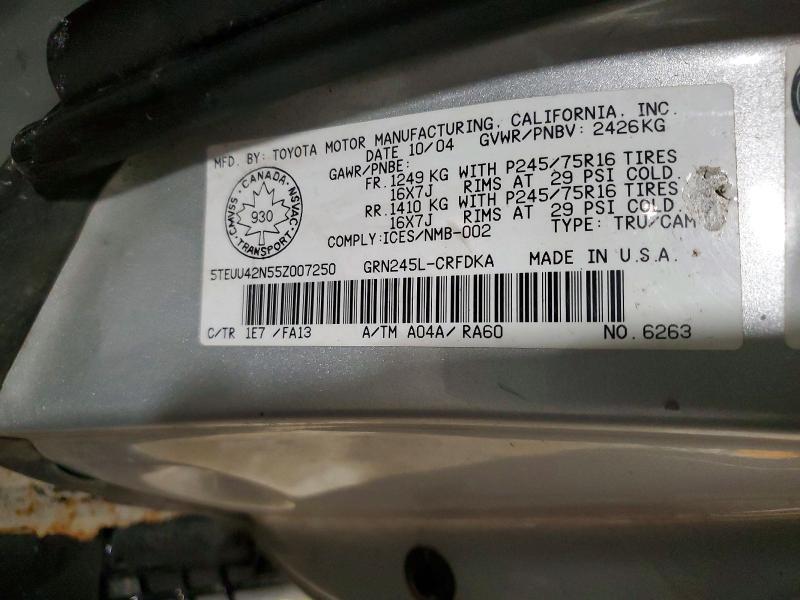 MFD. BY: TOYOTA MOTOR MANUFACTURING, CALIFORNIA, INC.
DATE 10/04 GVWR/PNBV: 2426KG
GAWR/PNBE:
FR. 1249 KG WITH P245/75R16 TIRES
16X7J RIMS AT 29 PSI COLD.
RR. 1410 KG WITH P245/75R16 TIRES
16X7J RIMS AT 29 PSI COLD.
COMPLY: ICES/NMB-002 TYPE: TRU/CAM
CANADA
CMVSS 930 NSVAC
TRANSPORT
5TEUU42N55Z007250 GRN245L-CRFDKA MADE IN U.S.A.
C/TR 1E7 /FA13 A/TM A04A/ RA60 NO. 6263